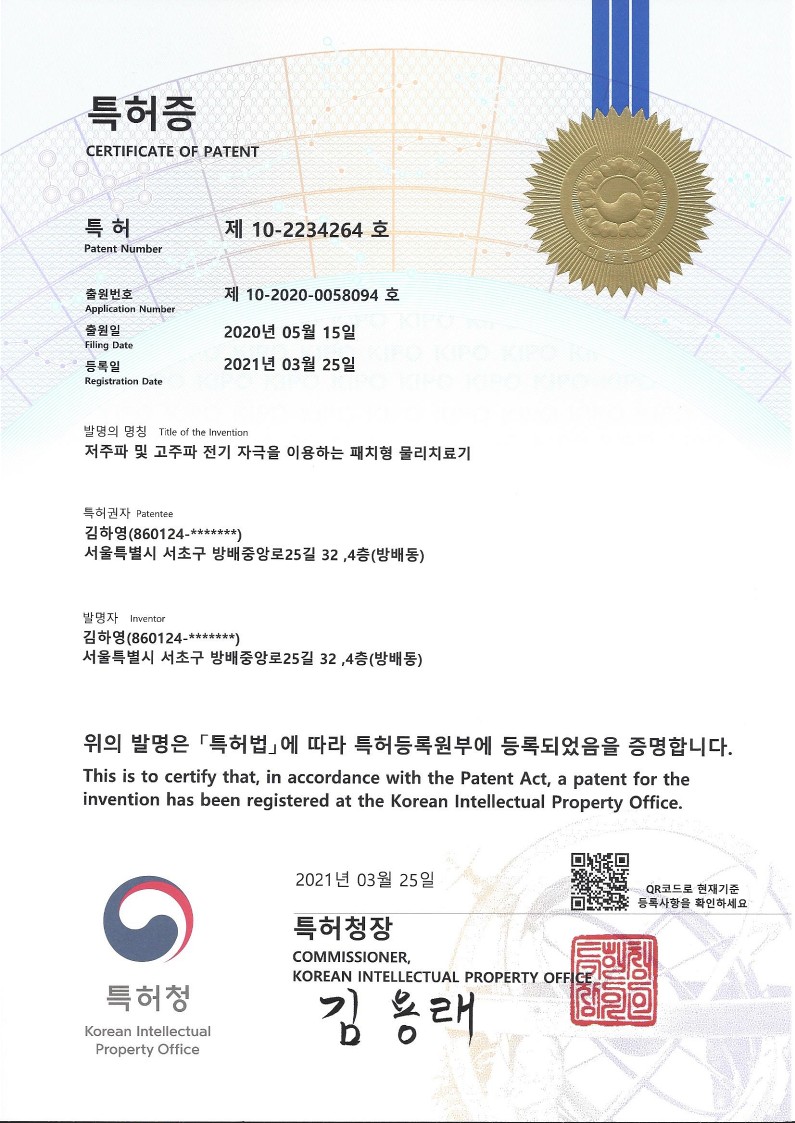 특허증
CERTIFICATE OF PATENT
특 허 제 10-2234264 호
Patent Number
출원번호 제 10-2020-0058094 호
Application Number
출원일 2020년 05월 15일
Filing Date
등록일 2021년 03월 25일
Registration Date
발명의 명칭 Title of the Invention
저주파 및 고주파 전기 자극을 이용하는 패치형 물리치료기
특허권자 Patentee
김하영(860124-*******)
서울특별시 서초구 방배중앙로25길 32 ,4층(방배동)
발명자 Inventor
김하영(860124-*******)
서울특별시 서초구 방배중앙로25길 32 ,4층(방배동)
위의 발명은 「특허법」에 따라 특허등록원부에 등록되었음을 증명합니다.
This is to certify that, in accordance with the Patent Act, a patent for the
invention has been registered at the Korean Intellectual Property Office.
2021년 03월 25일
QR코드로 현재기준
등록사항을 확인하세요
특허청장
COMMISSIONER,
KOREAN INTELLECTUAL PROPERTY OFFICE
김 용 래
특허청
Korean Intellectual
Property Office